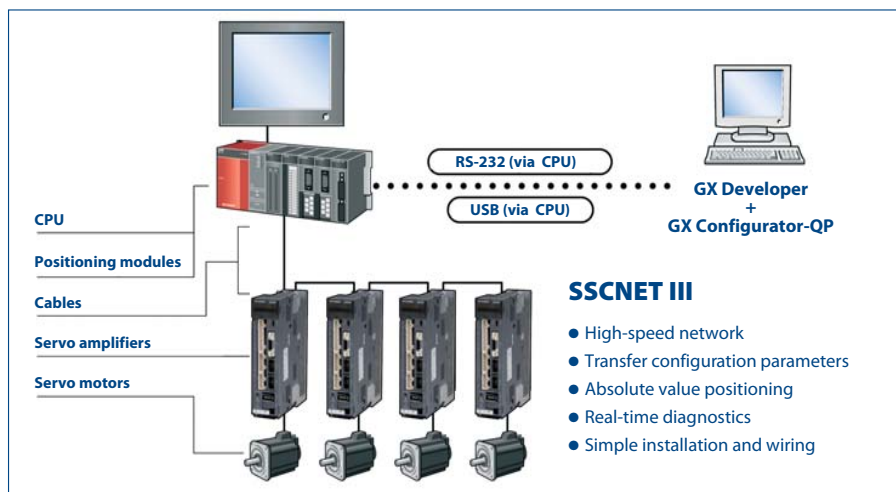 RS-232 (via CPU)
USB (via CPU)
GX Developer
+
GX Configurator-QP
CPU
Positioning modules
Cables
Servo amplifiers
Servo motors
SSCNET III
● High-speed network
● Transfer configuration parameters
● Absolute value positioning
● Real-time diagnostics
● Simple installation and wiring